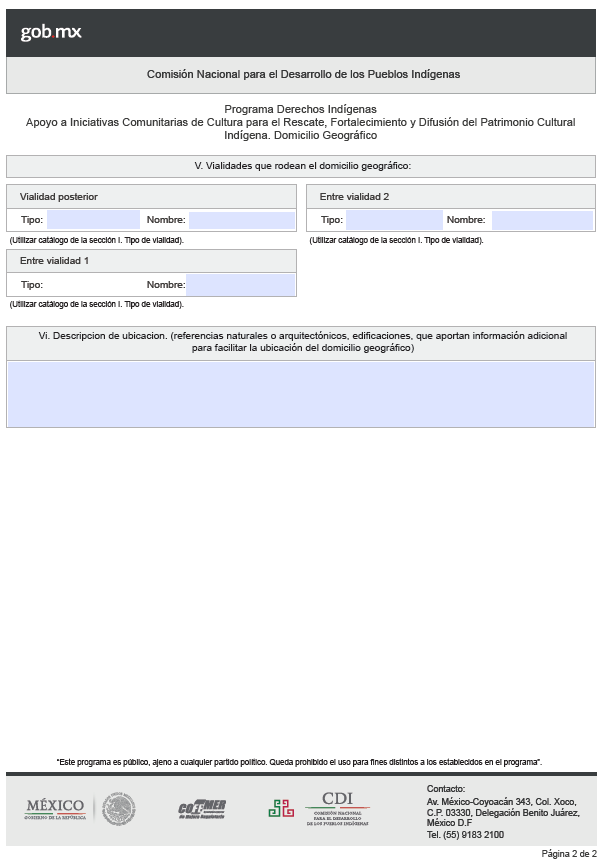 gob.mx
Comisión Nacional para el Desarrollo de los Pueblos Indígenas
Programa Derechos Indígenas
Apoyo a Iniciativas Comunitarias de Cultura para el Rescate, Fortalecimiento y Difusión del Patrimonio Cultural
Indígena. Domicilio Geográfico
V. Vialidades que rodean el domicilio geográfico:
Vialidad posterior
Tipo: Nombre:
(Utilizar catálogo de la sección I. Tipo de vialidad).
Entre vialidad 2
Tipo: Nombre:
(Utilizar catálogo de la sección I. Tipo de vialidad).
Entre vialidad 1
Tipo: Nombre:
(Utilizar catálogo de la sección I. Tipo de vialidad).
Vi. Descripcion de ubicacion. (referencias naturales o arquitectónicos, edificaciones, que aportan información adicional
para facilitar la ubicación del domicilio geográfico)
"Este programa es público, ajeno a cualquier partido político. Queda prohibido el uso para fines distintos a los establecidos en el programa".
MÉXICO
GOBIERNO DE LA REPÚBLICA
COFEMER
CDI
COMISIÓN NACIONAL
PARA EL DESARROLLO
DE LOS PUEBLOS INDÍGENAS
Contacto:
Av. México-Coyoacán 343, Col. Xoco,
C.P. 03330, Delegación Benito Juárez,
México D.F
Tel. (55) 9183 2100
Página 2 de 2